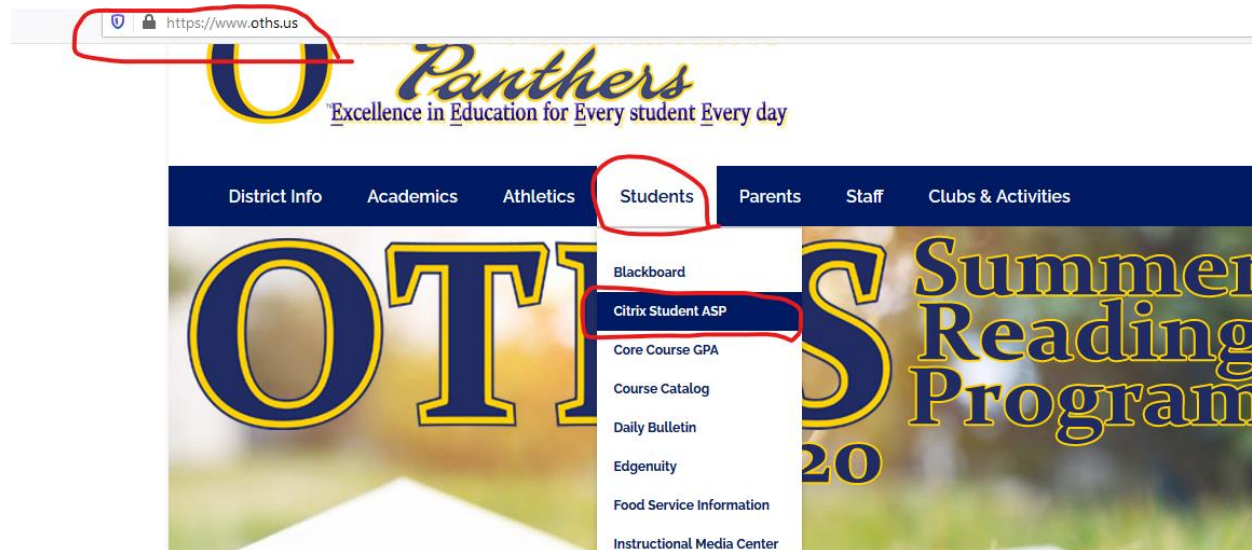 https://www.oths.us
O Panthers
Excellence in Education for Every student Every day
District Info Academics Athletics Students Parents Staff Clubs & Activities
Blackboard
Citrix Student ASP
Core Course GPA
Course Catalog
Daily Bulletin
Edgenuity
Food Service Information
Instructional Media Center
OTHS
Summer
Reading
Program
20